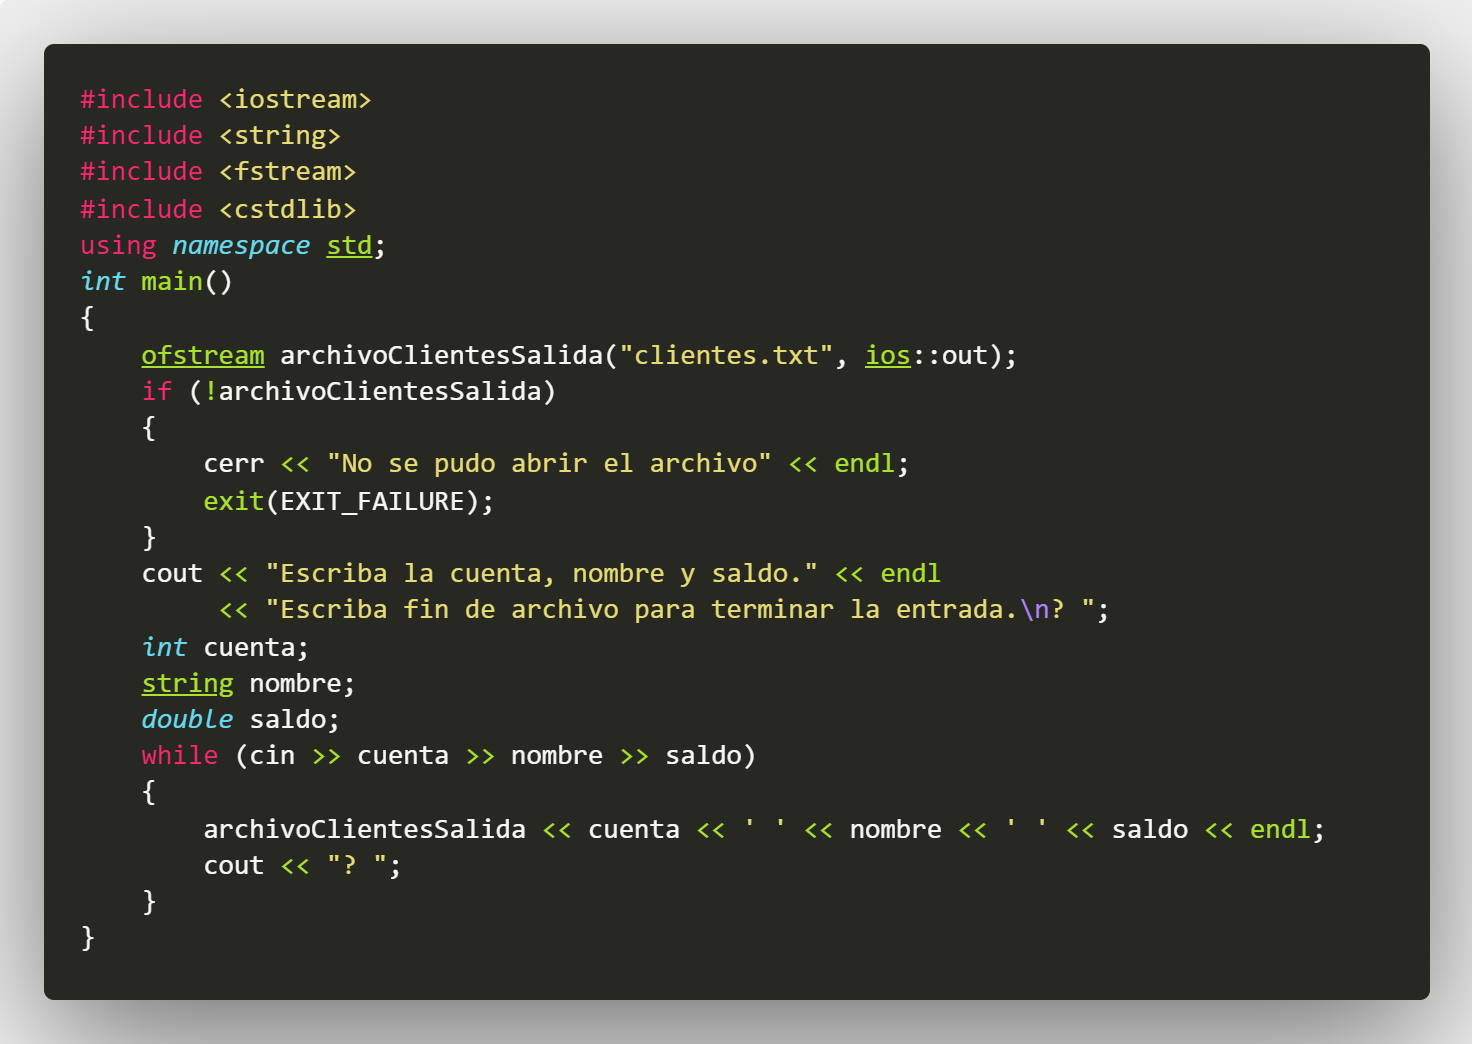 #include <iostream>
#include <string>
#include <fstream>
#include <cstdlib>
using namespace std;
int main()
{
    ofstream archivoClientesSalida("clientes.txt", ios::out);
    if (!archivoClientesSalida)
    {
        cerr << "No se pudo abrir el archivo" << endl;
        exit(EXIT_FAILURE);
    }
    cout << "Escriba la cuenta, nombre y saldo." << endl
         << "Escriba fin de archivo para terminar la entrada.\n? ";
    int cuenta;
    string nombre;
    double saldo;
    while (cin >> cuenta >> nombre >> saldo)
    {
        archivoClientesSalida << cuenta << ' ' << nombre << ' ' << saldo << endl;
        cout << "? ";
    }
}